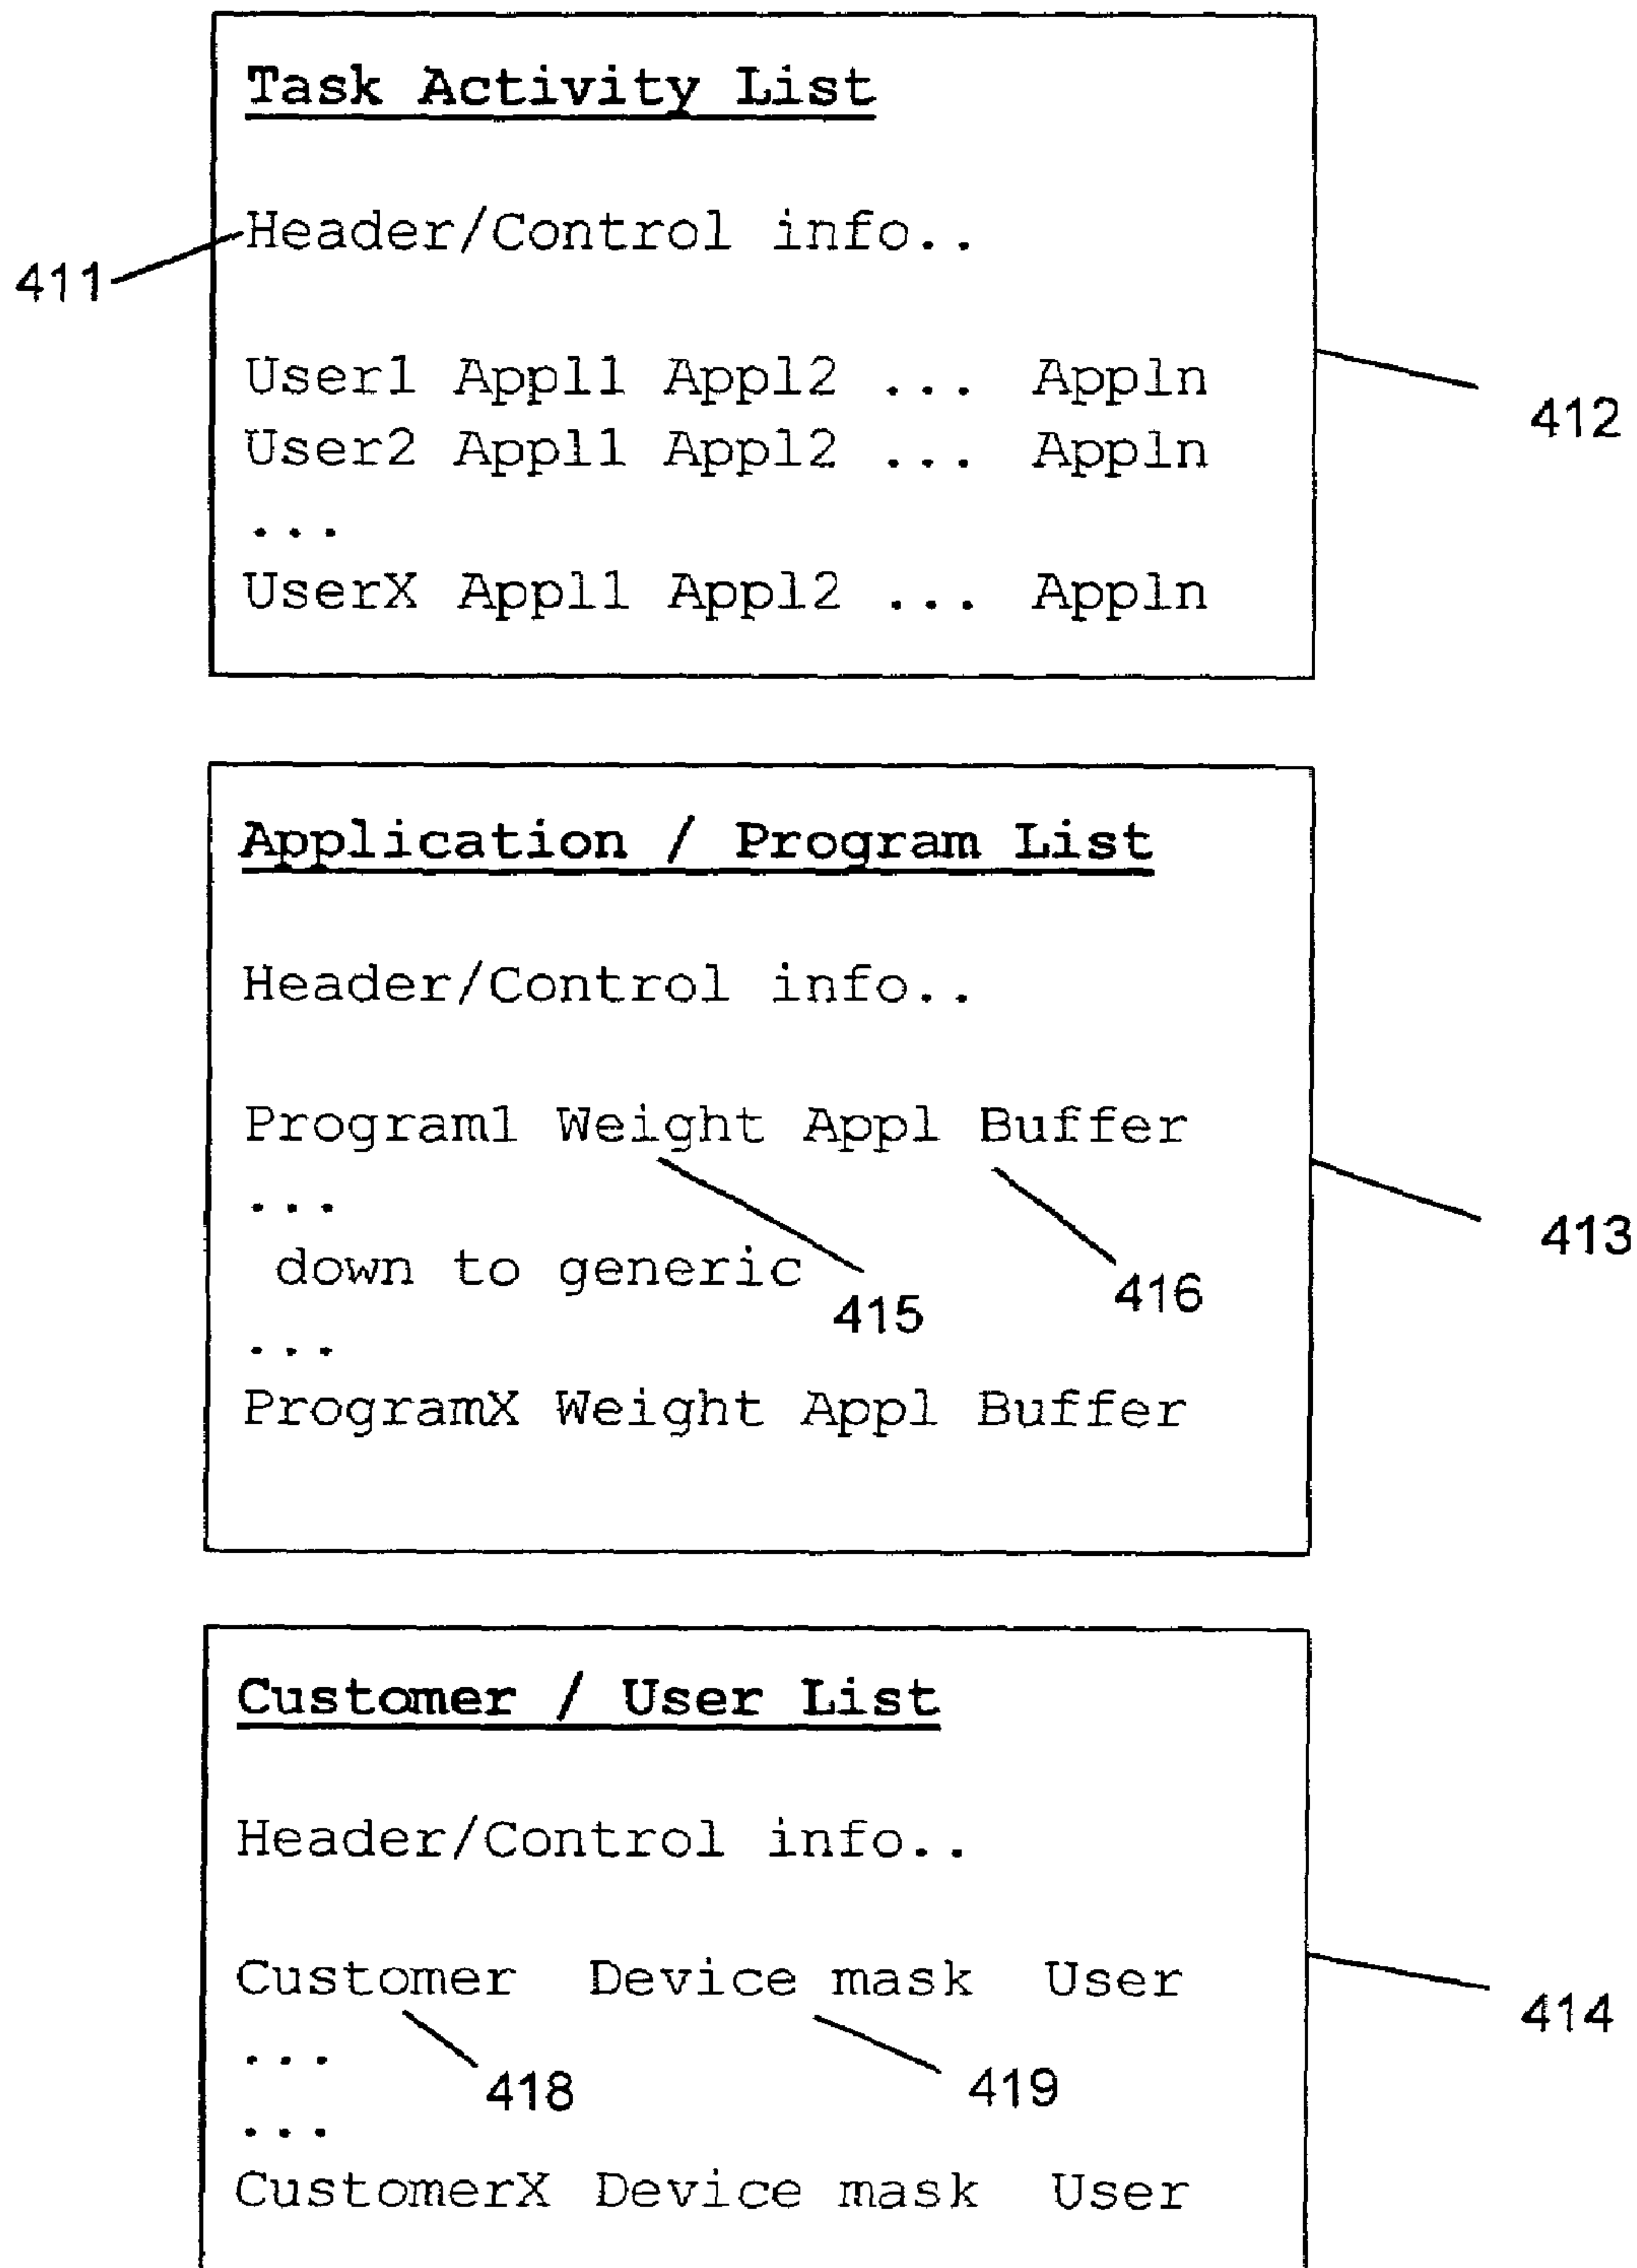 Task Activity List
Header/Control info..
411
User1 Appl1 Appl2 ... Appln
412
User2 Appl1 Appl2 ... Appln
...
UserX Appl1 Appl2 ... Appln
Application / Program List
Header/Control info..
Program1 Weight Appl Buffer
413
...
down to generic
415
416
...
ProgramX Weight Appl Buffer
Customer / User List
Header/Control info..
Customer Device mask User
414
...
418
419
...
CustomerX Device mask User